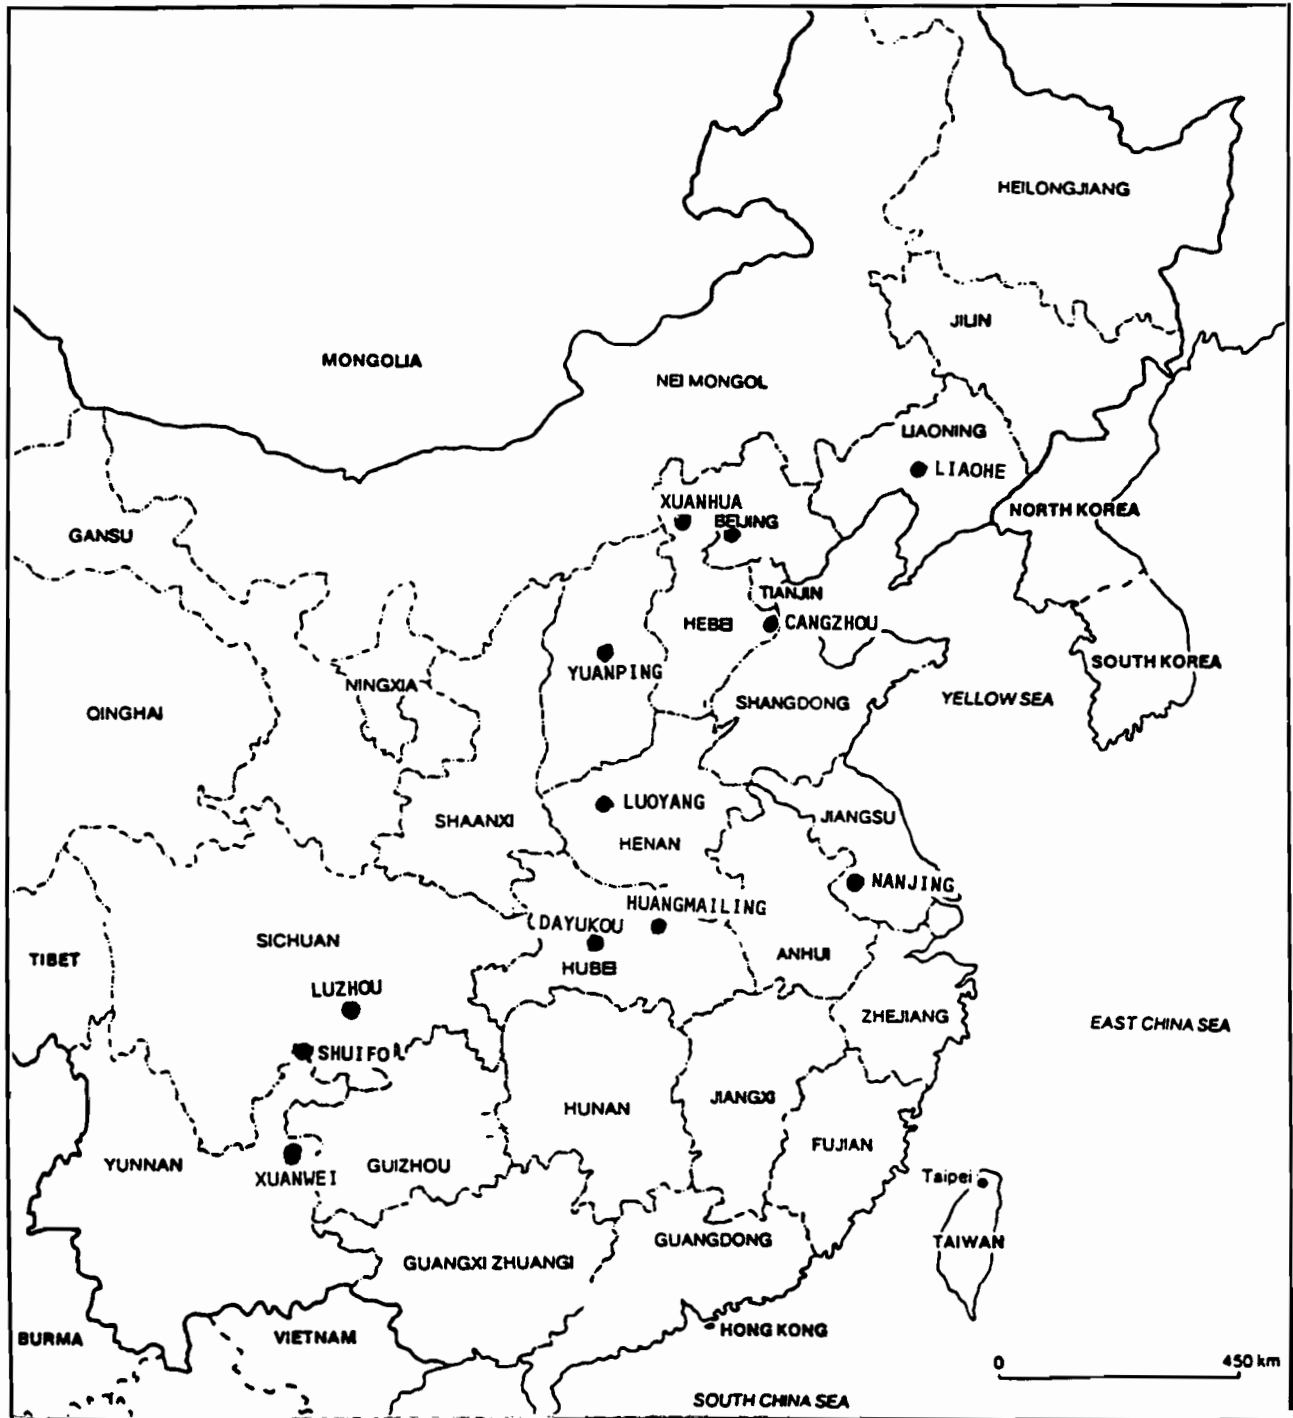 HEILONGJIANG
JILIN
MONGOLIA
NEI MONGOL
LIAONING
LIAOHE
XUANHUA
BEIJING
NORTH KOREA
GANSU
TIANJIN
HEBEI
CANGZHOU
SOUTH KOREA
YUANPING
NINGXIA
QINGHAI
SHANGDONG
YELLOW SEA
LUOYANG
SHAANXI
JIANGSU
HENAN
NANJING
HUANGMAILING
DAYUKOU
SICHUAN
TIBET
HUBEI
ANHUI
LUZHOU
ZHEJIANG
EAST CHINA SEA
SHUIFO
JIANGXI
HUNAN
FUJIAN
YUNNAN
GUIZHOU
XUANWEI
Taipei
GUANGDONG
TAIWAN
GUANGXI ZHUANGI
BURMA
VIETNAM
HONG KONG
0 450 km
SOUTH CHINA SEA